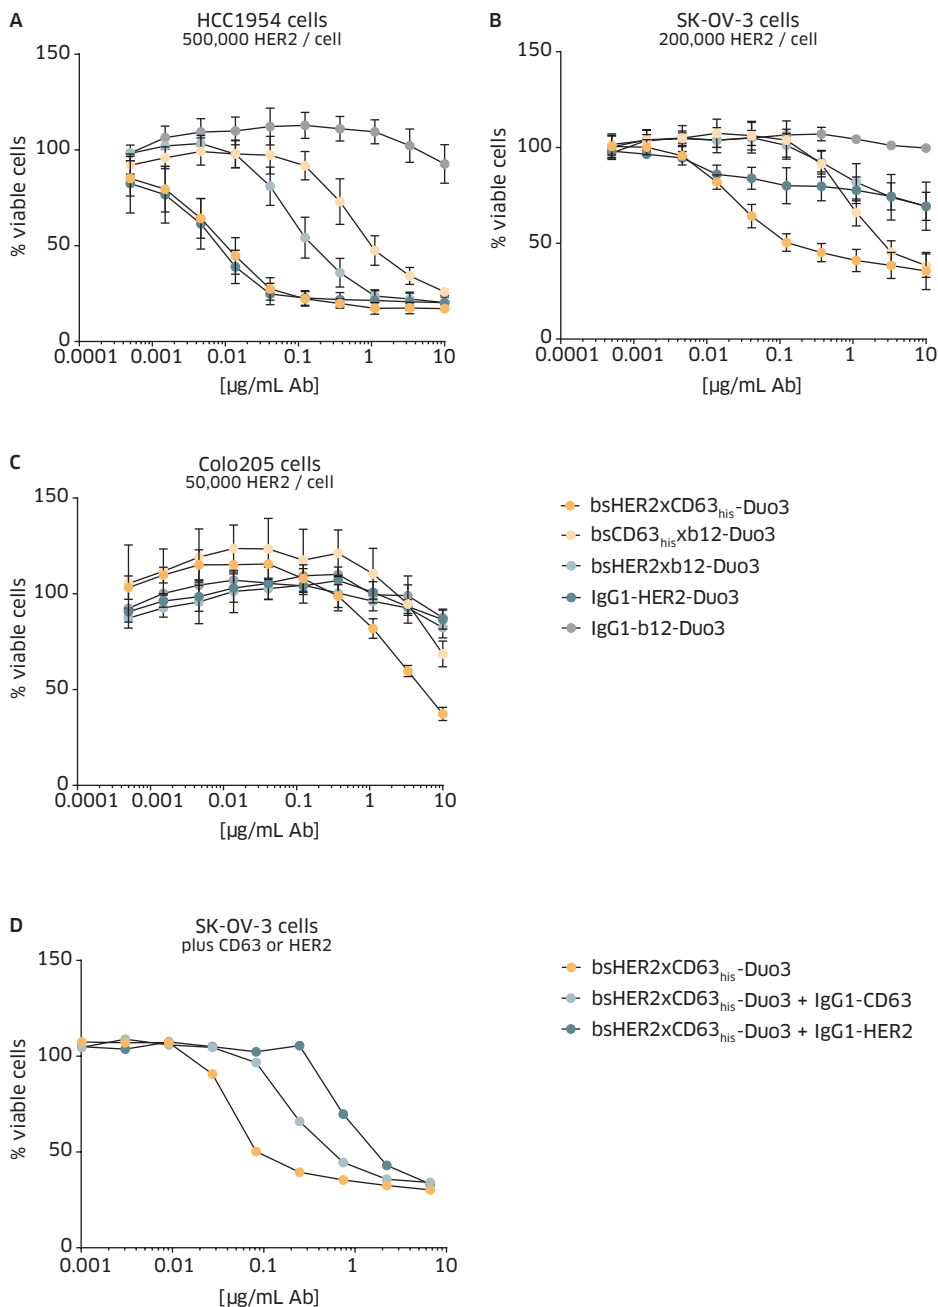 A
HCC1954 cells
500,000 HER2 / cell
% viable cells
150
100
50
0
0.0001 0.001 0.01 0.1 1 10
[µg/mL Ab]
B
SK-OV-3 cells
200,000 HER2 / cell
% viable cells
150
100
50
0
0.0001 0.001 0.01 0.1 1 10
[µg/mL Ab]
C
Colo205 cells
50,000 HER2 / cell
% viable cells
150
100
50
0
0.0001 0.001 0.01 0.1 1 10
[µg/mL Ab]
bsHER2xCD63his-Duo3
bsCD63hisxb12-Duo3
bsHER2xb12-Duo3
IgG1-HER2-Duo3
IgG1-b12-Duo3
D
SK-OV-3 cells
plus CD63 or HER2
% viable cells
150
100
50
0
0.001 0.01 0.1 1 10
[µg/mL Ab]
bsHER2xCD63his-Duo3
bsHER2xCD63his-Duo3 + IgG1-CD63
bsHER2xCD63his-Duo3 + IgG1-HER2